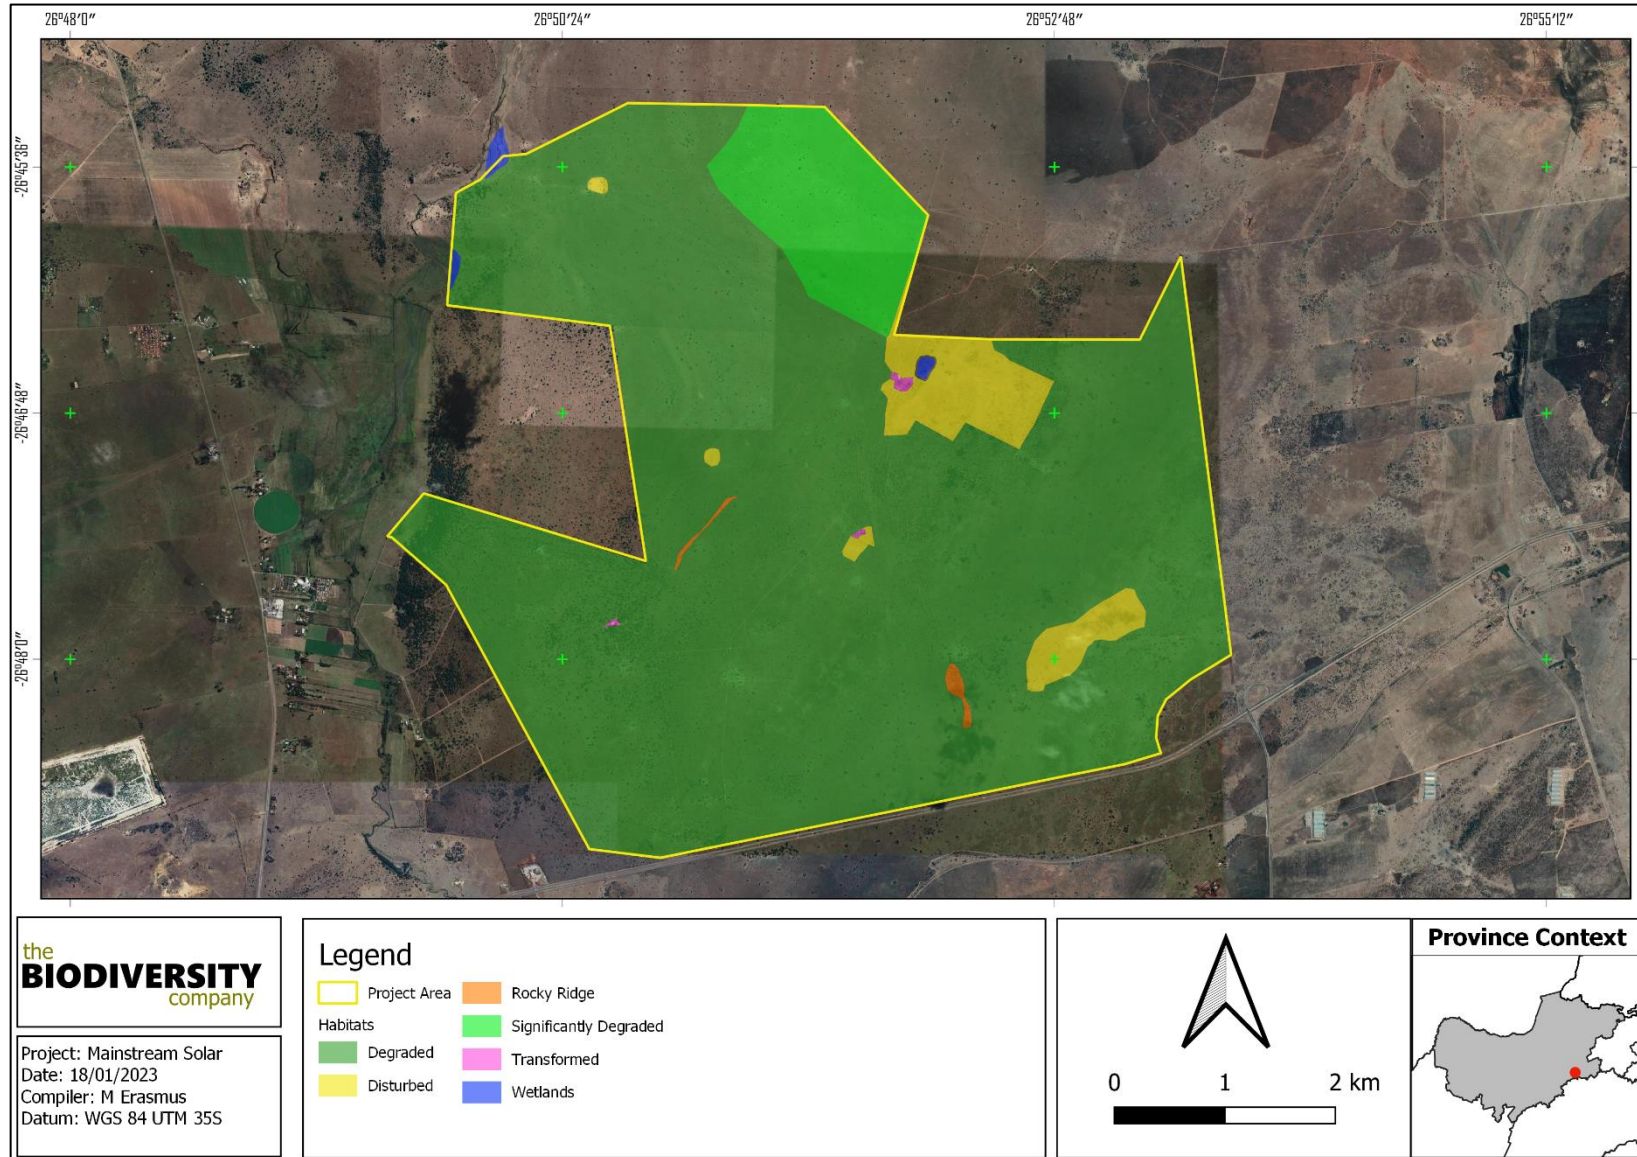 26°48'0"
26°50'24"
26°52'48"
26°55'12"
-26°45'36"
-26°46'48"
-26°48'0"
the
BIODIVERSITY
company
Project: Mainstream Solar
Date: 18/01/2023
Compiler: M Erasmus
Datum: WGS 84 UTM 35S
Legend
Project Area
Habitats
Degraded
Disturbed
Rocky Ridge
Significantly Degraded
Transformed
Wetlands
0 1 2 km
Province Context